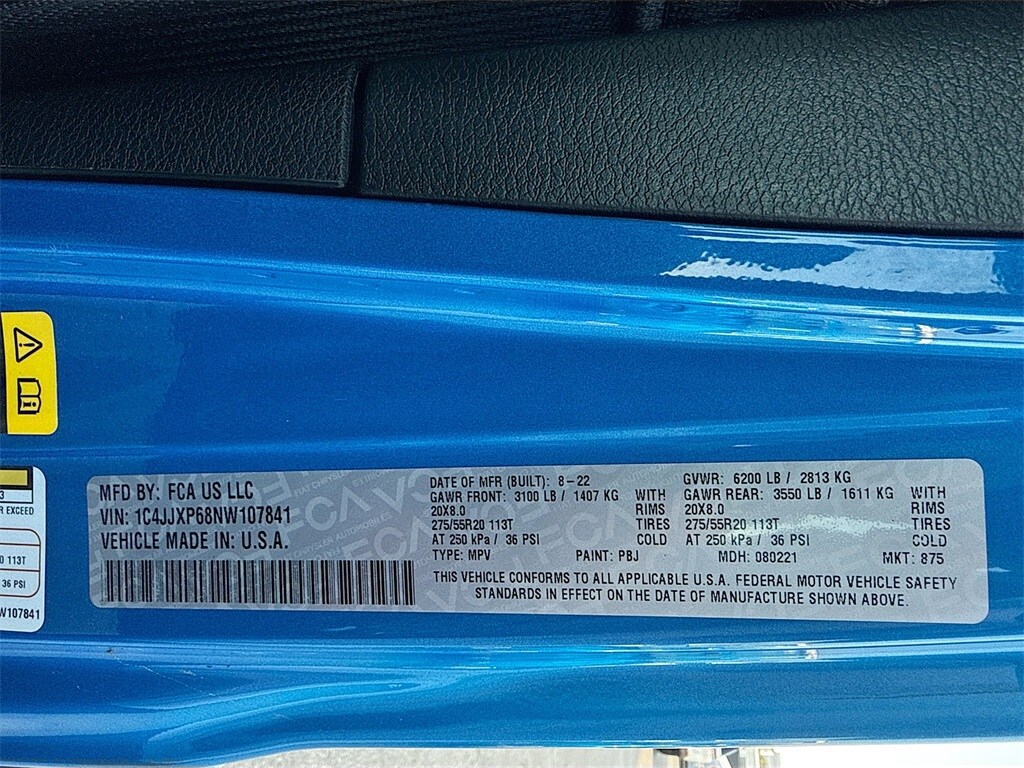 MFD BY: FCA US LLC
VIN: 1C4JJXP68NW107841
VEHICLE MADE IN: U.S.A.
DATE OF MFR (BUILT): 8-22
GAWR FRONT: 3100 LB / 1407 KG WITH
20X8.0 RIMS
275/55R20 113T TIRES
AT 250 kPa / 36 PSI COLD
TYPE: MPV PAINT: PBJ
GVWR: 6200 LB / 2813 KG
GAWR REAR: 3550 LB / 1611 KG WITH
20X8.0 RIMS
275/55R20 113T TIRES
AT 250 kPa / 36 PSI COLD
MDH: 080221 MKT: 875
THIS VEHICLE CONFORMS TO ALL APPLICABLE U.S.A. FEDERAL MOTOR VEHICLE SAFETY
STANDARDS IN EFFECT ON THE DATE OF MANUFACTURE SHOWN ABOVE.
3
R EXCEED
0 113T
36 PSI
W107841